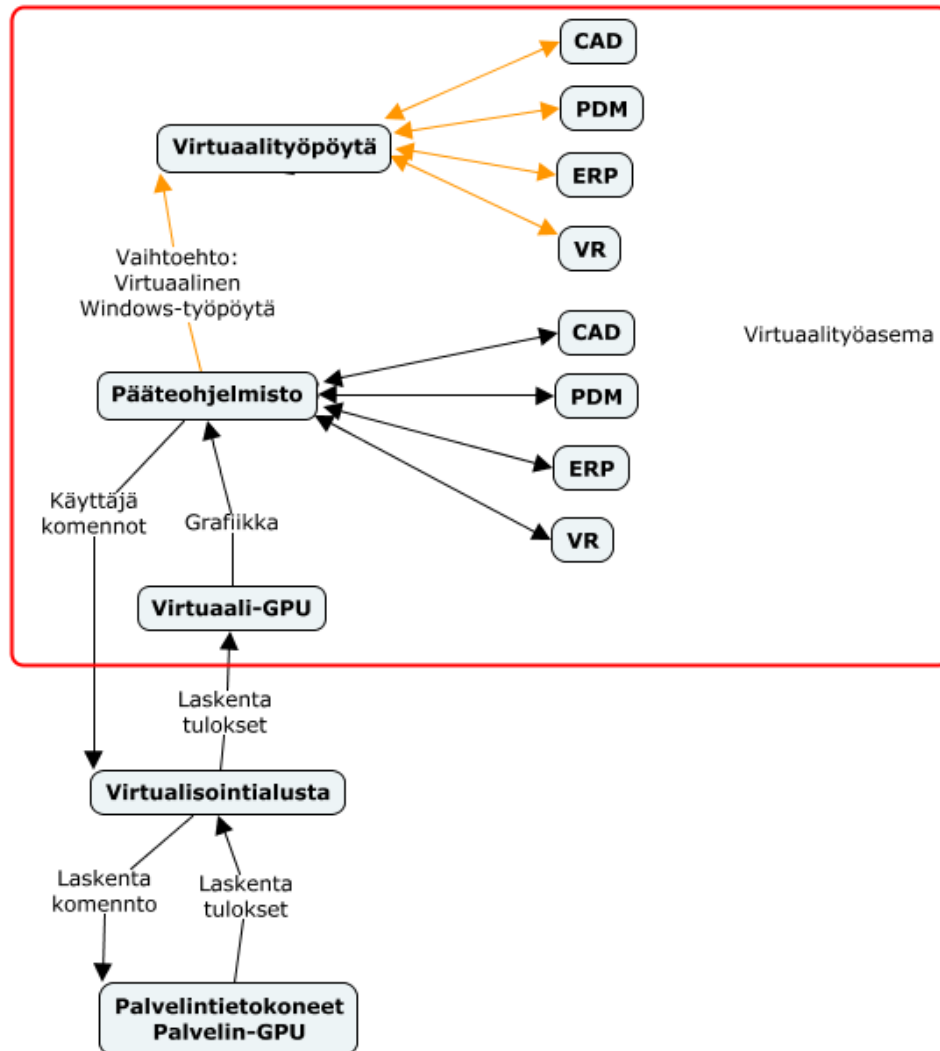 CAD
PDM
Virtuaalityöpöytä
ERP
VR
Vaihtoehto:
Virtuaalinen
Windows-työpöytä
CAD
Virtuaalityöasema
Pääteohjelmisto
PDM
ERP
Käyttäjä
komennot
Grafiikka
VR
Virtuaali-GPU
Laskenta
tulokset
Virtualisointialusta
Laskenta
komennto
Laskenta
tulokset
Palvelintietokoneet
Palvelin-GPU